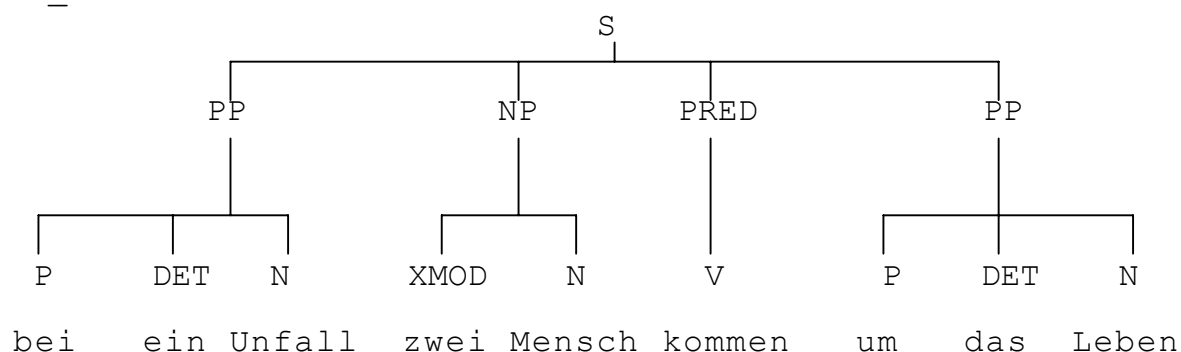 S
PP NP PRED PP
P DET N XMOD N V P DET N
bei ein Unfall zwei Mensch kommen um das Leben